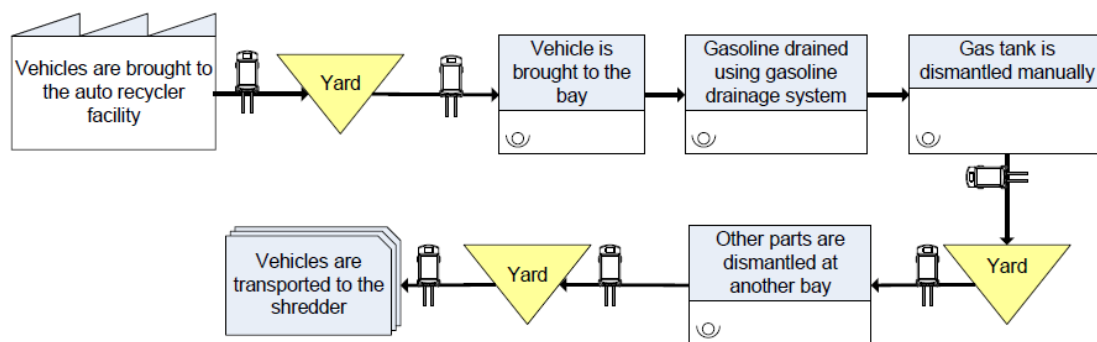 Vehicles are brought to
the auto recycler
facility
Yard
Vehicle is
brought to the
bay
Gasoline drained
using gasoline
drainage system
Gas tank is
dismantled manually
Yard
Other parts are
dismantled at
another bay
Yard
Vehicles are
transported to the
shredder